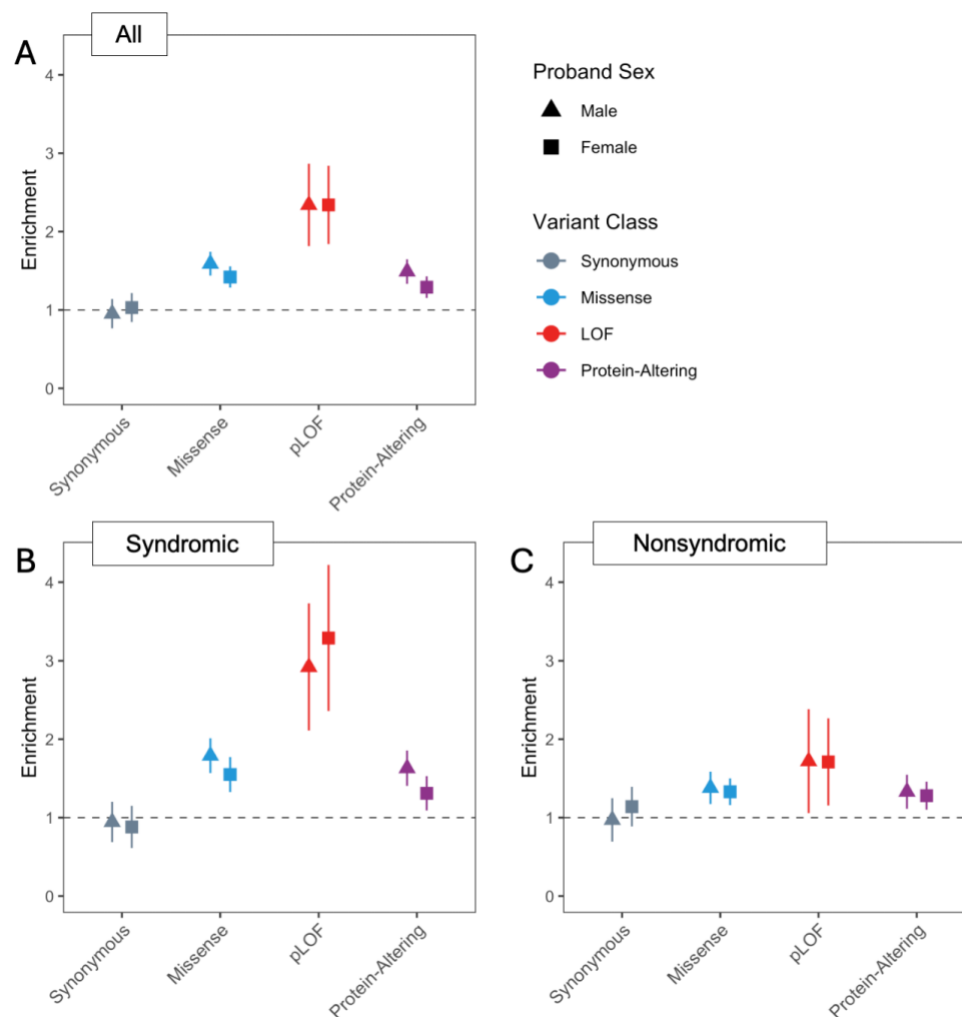 A
All
Enrichment
4
3
2
1
0
Synonymous
Missense
pLOF
Protein-Altering
Proband Sex
Male
Female
Variant Class
Synonymous
Missense
LOF
Protein-Altering
B
Syndromic
Enrichment
4
3
2
1
0
Synonymous
Missense
pLOF
Protein-Altering
C
Nonsyndromic
Enrichment
4
3
2
1
0
Synonymous
Missense
pLOF
Protein-Altering